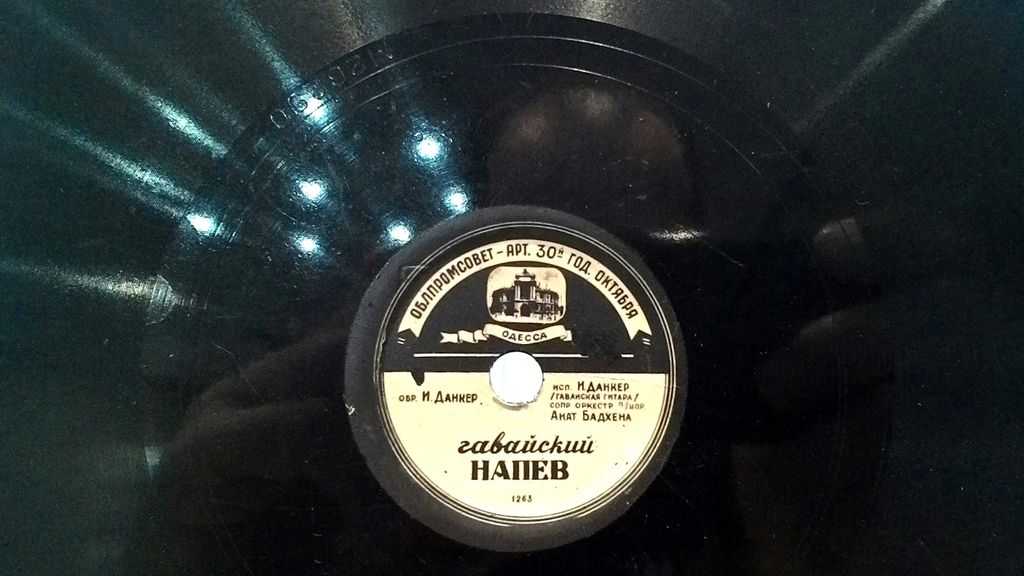 ОБЛПРОМСОВЕТ-АРТ. 30й ГОД. ОКТЯБРЯ
ОДЕССА
ОБР. И. ДАНКЕР.
ИСП. И. ДАНКЕР
/ГАВАЙСКАЯ ГИТАРА/
СОПР ОРКЕСТР П/УПР.
АНАТ БАДХЕНА
гавайский
НАПЕВ
1263